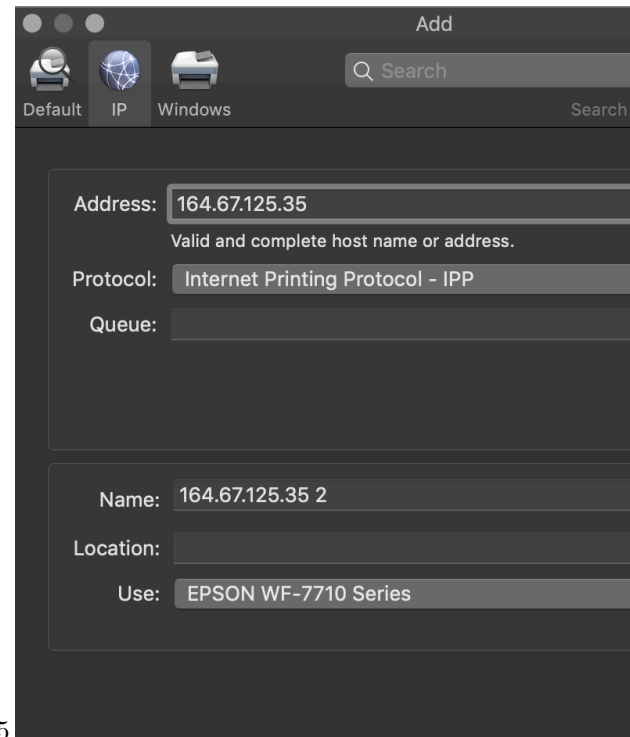 Add
Search
Default IP Windows Search
Address: 164.67.125.35
Valid and complete host name or address.
Protocol: Internet Printing Protocol - IPP
Queue:
Name: 164.67.125.35 2
Location:
Use: EPSON WF-7710 Series